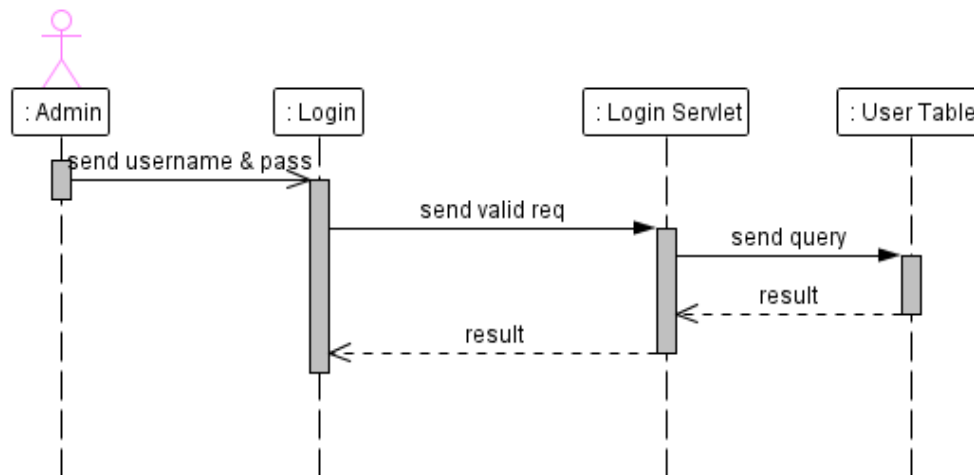 : Admin
: Login
: Login Servlet
: User Table
send username & pass
send valid req
send query
result
result